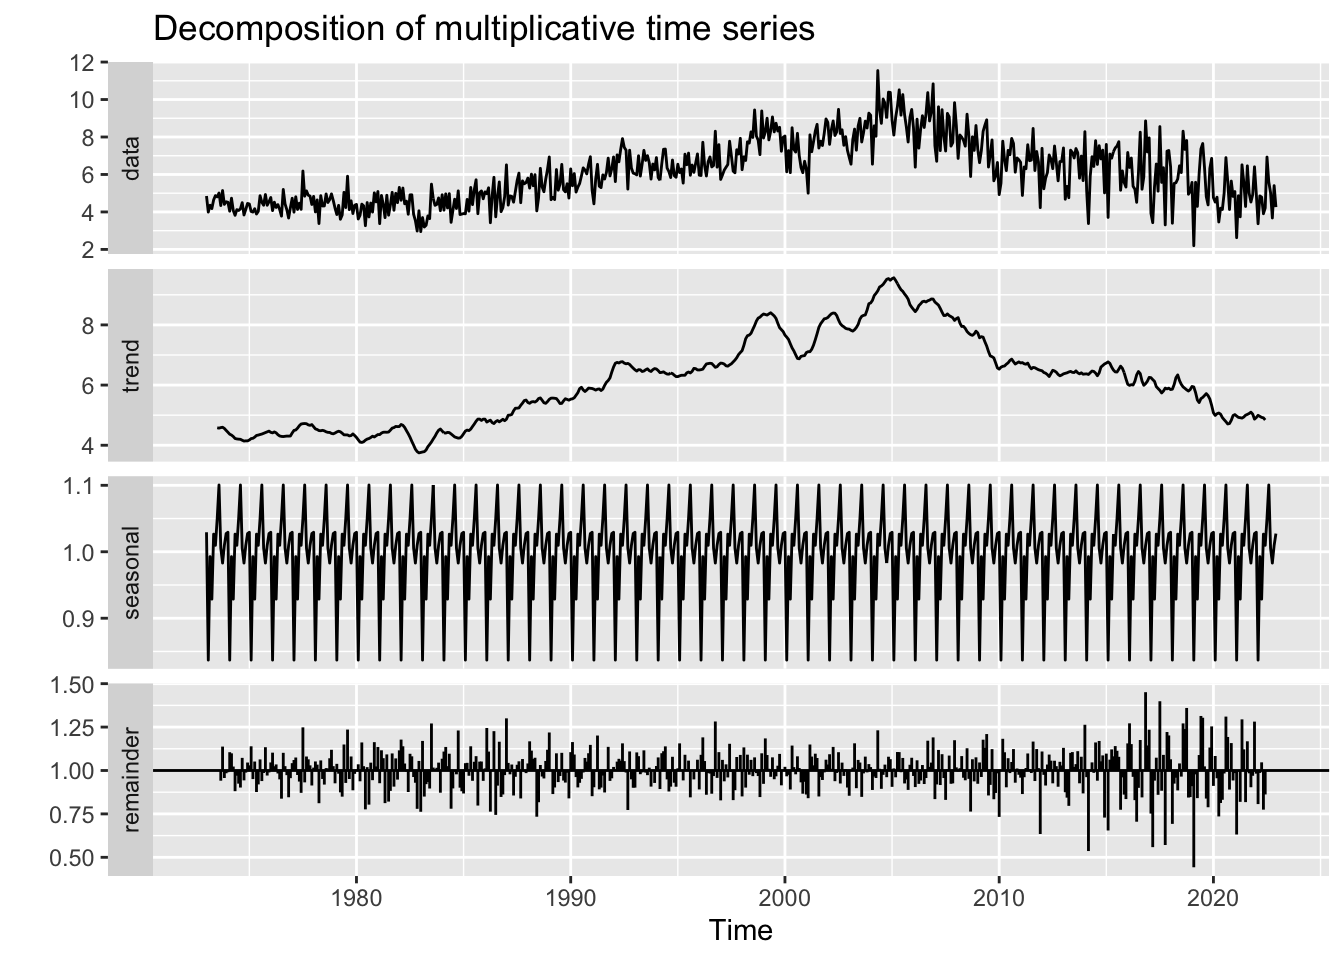 Decomposition of multiplicative time series
12
10
8
6
4
2
data
8
6
4
trend
1.1
1.0
0.9
seasonal
1.50
1.25
1.00
0.75
0.50
remainder
1980 1990 2000 2010 2020
Time